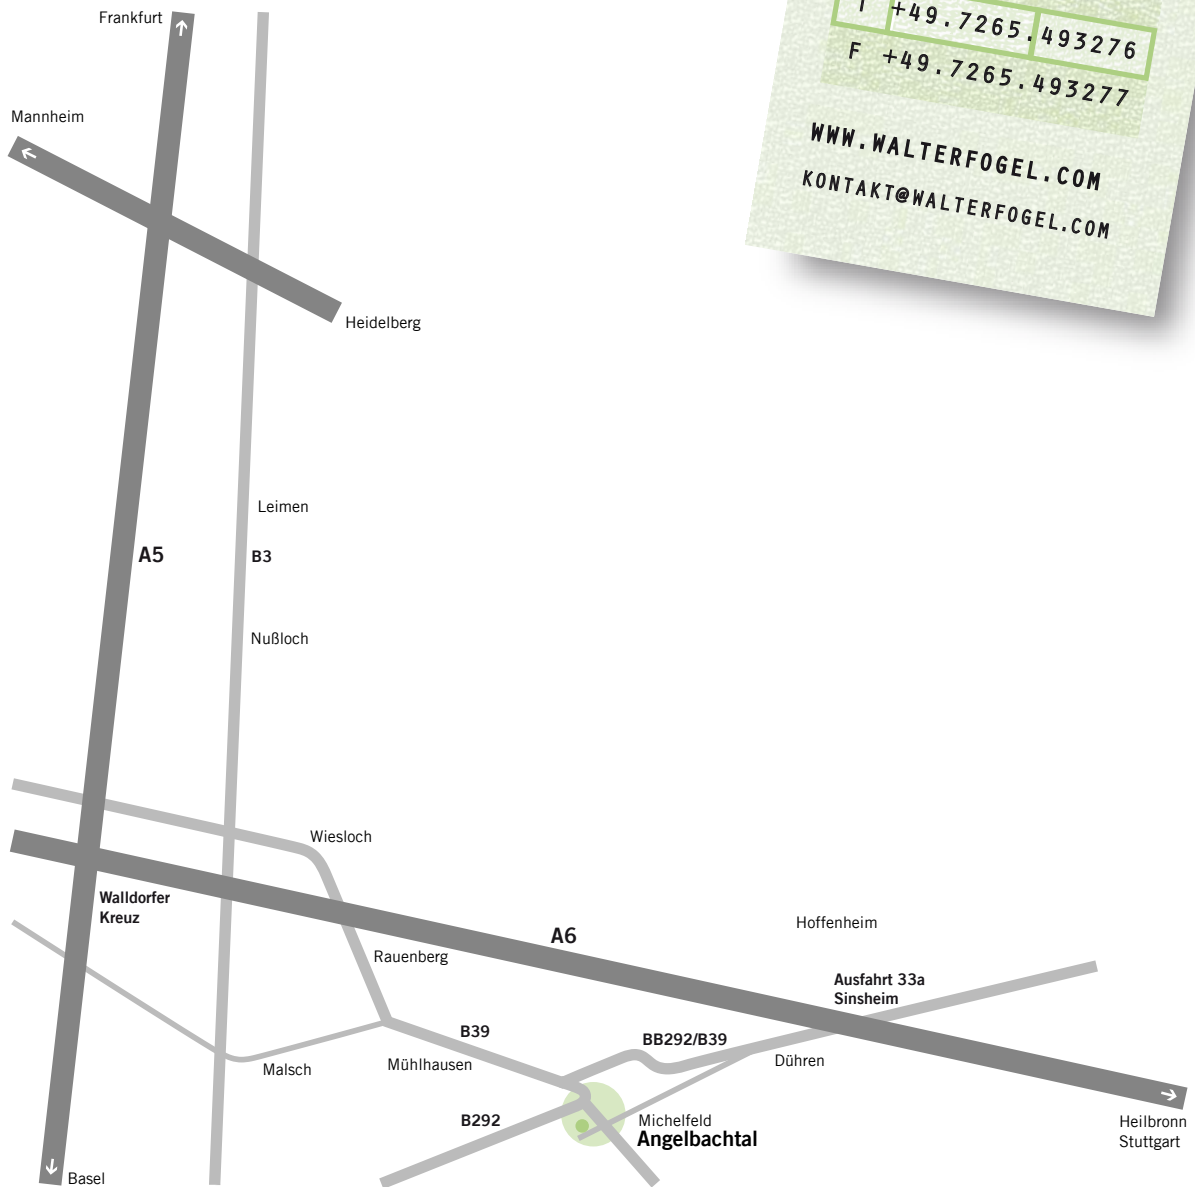 Frankfurt
Mannheim
Heidelberg
T +49.7265.493276
F +49.7265.493277
WWW.WALTERFOGEL.COM
KONTAKT@WALTERFOGEL.COM
Leimen
A5
B3
Nußloch
Wiesloch
Walldorfer
Kreuz
A6
Hoffenheim
Rauenberg
Ausfahrt 33a
Sinsheim
B39
BB292/B39
Malsch
Mühlhausen
Dühren
B292
Michelfeld
Angelbachtal
Heilbronn
Stuttgart
Basel